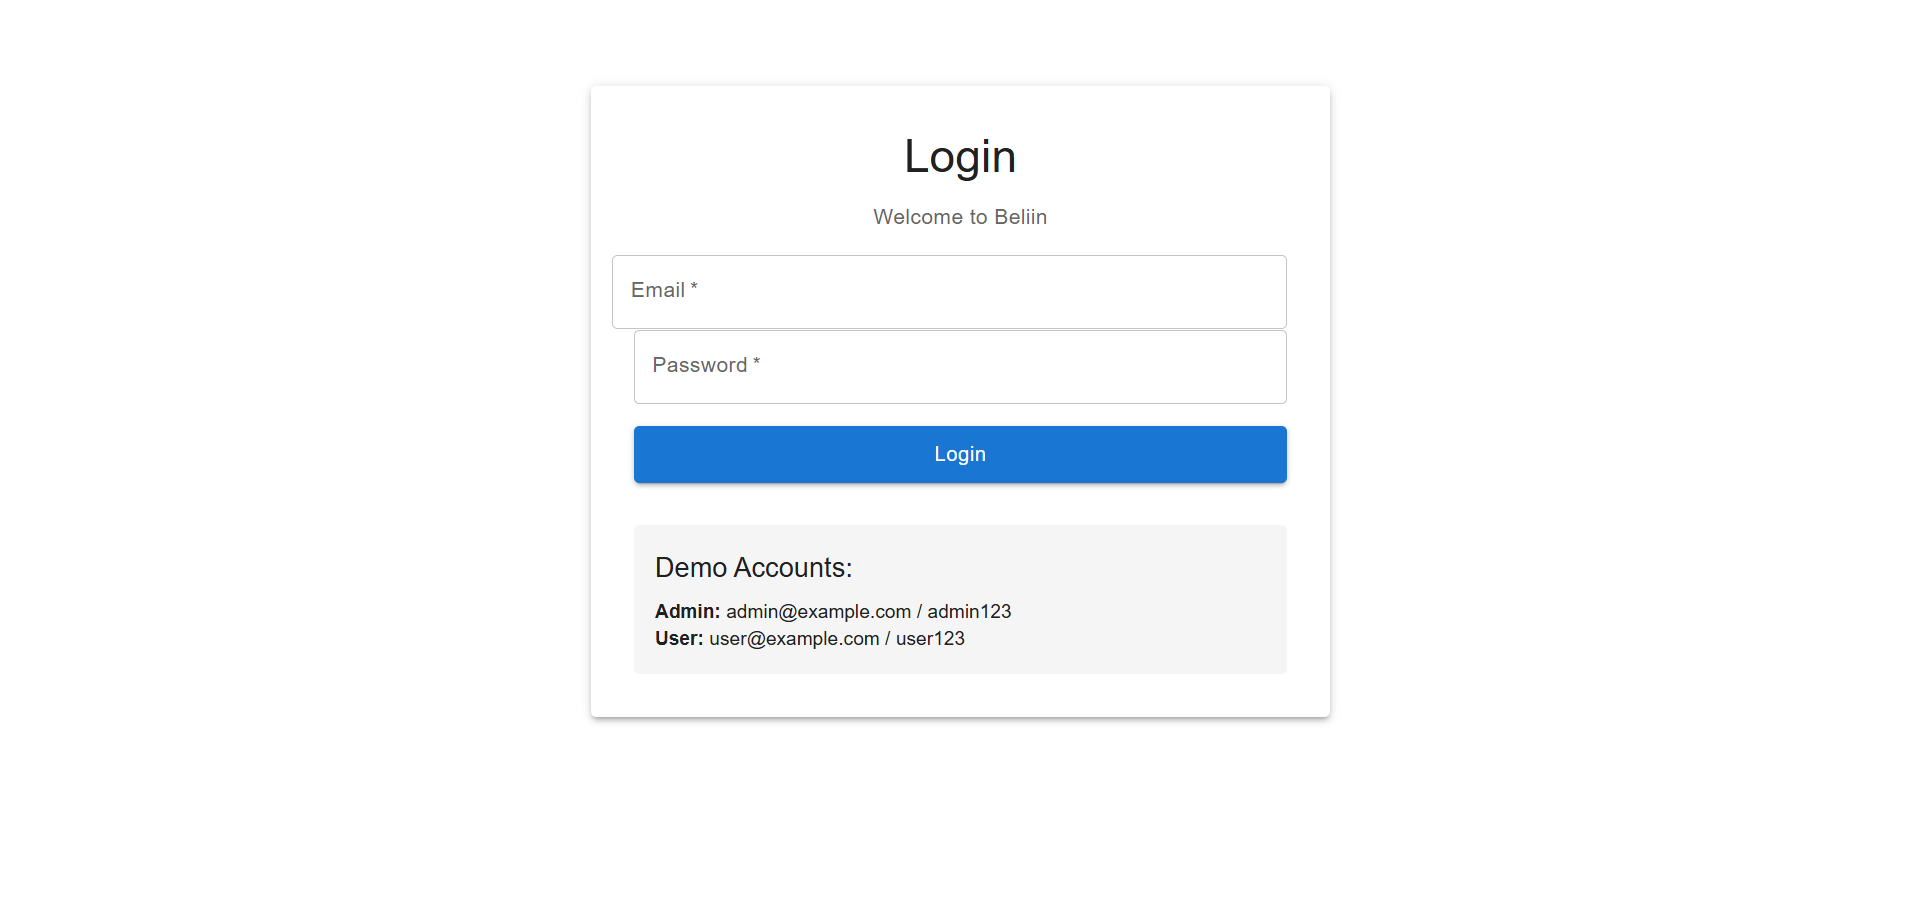 Login
Welcome to Beliin
Email *
Password *
Login
Demo Accounts:
Admin: admin@example.com / admin123
User: user@example.com / user123